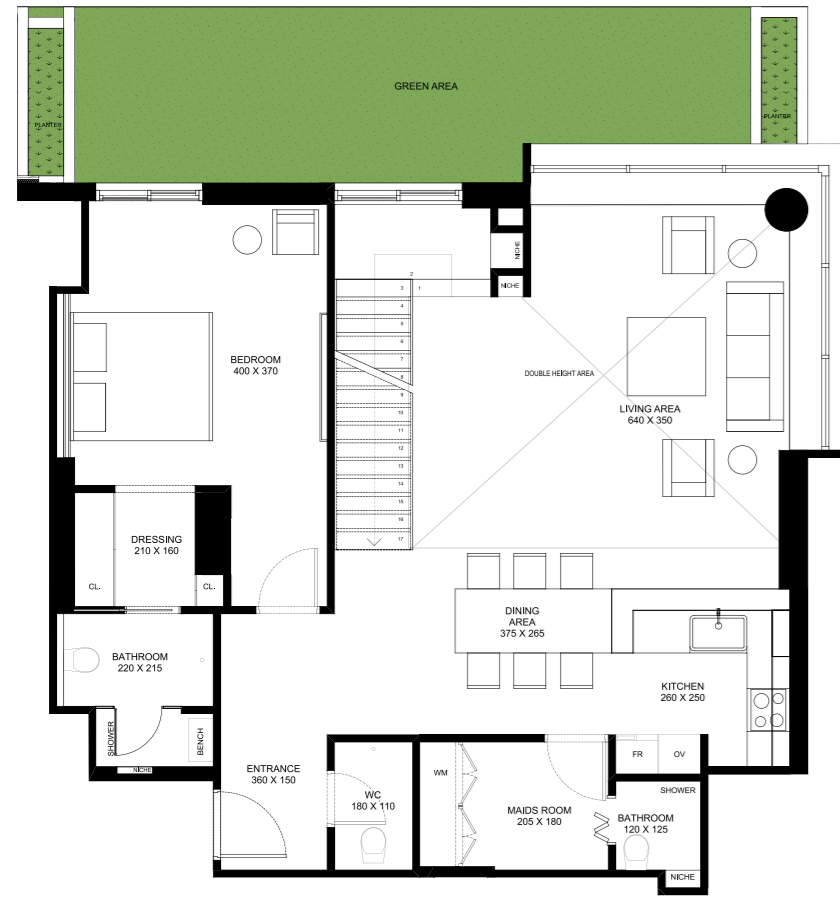 GREEN AREA
PLANTER
PLANTER
NICHE
NICHE
2
3
1
4
5
6
7
8
9
10
11
12
13
14
15
16
17
BEDROOM
400 X 370
DOUBLE HEIGHT AREA
LIVING AREA
640 X 350
DRESSING
210 X 160
CL.
CL.
DINING
AREA
375 X 265
BATHROOM
220 X 215
KITCHEN
260 X 250
SHOWER
BENCH
NICHE
ENTRANCE
360 X 150
WC
180 X 110
WM
FR
OV
MAIDS ROOM
205 X 180
SHOWER
BATHROOM
120 X 125
NICHE